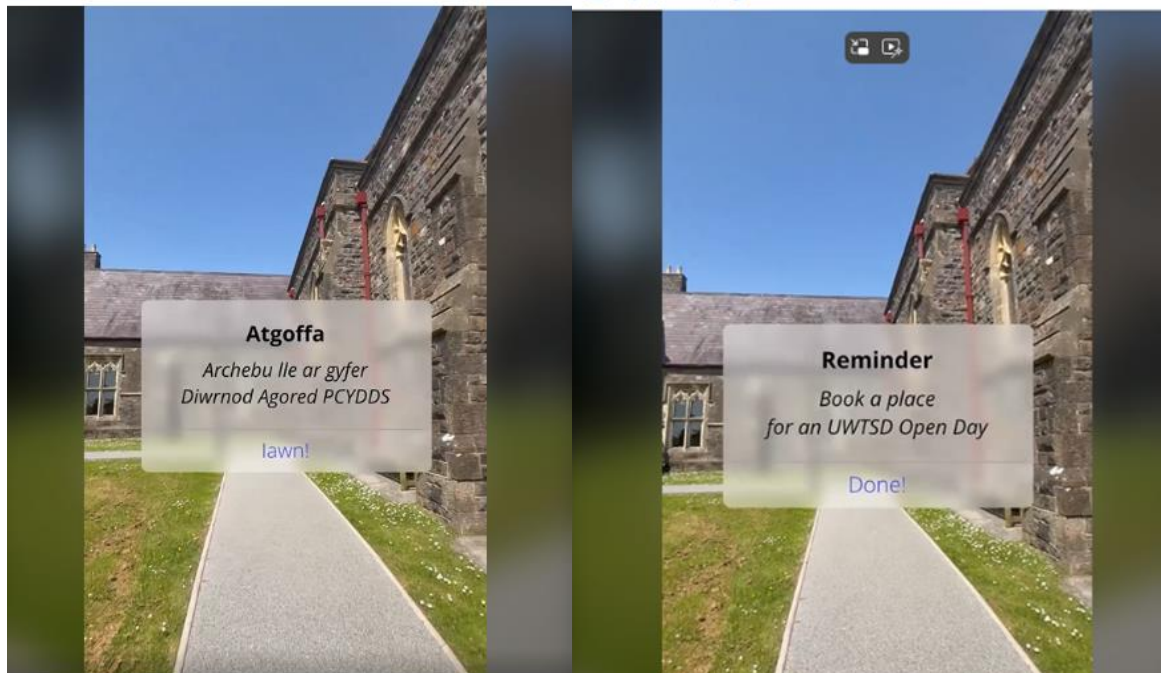 Atgoffa
Archebu lle ar gyfer
Diwrnod Agored PCYDDS
Iawn!
Reminder
Book a place
for an UWTSD Open Day
Done!